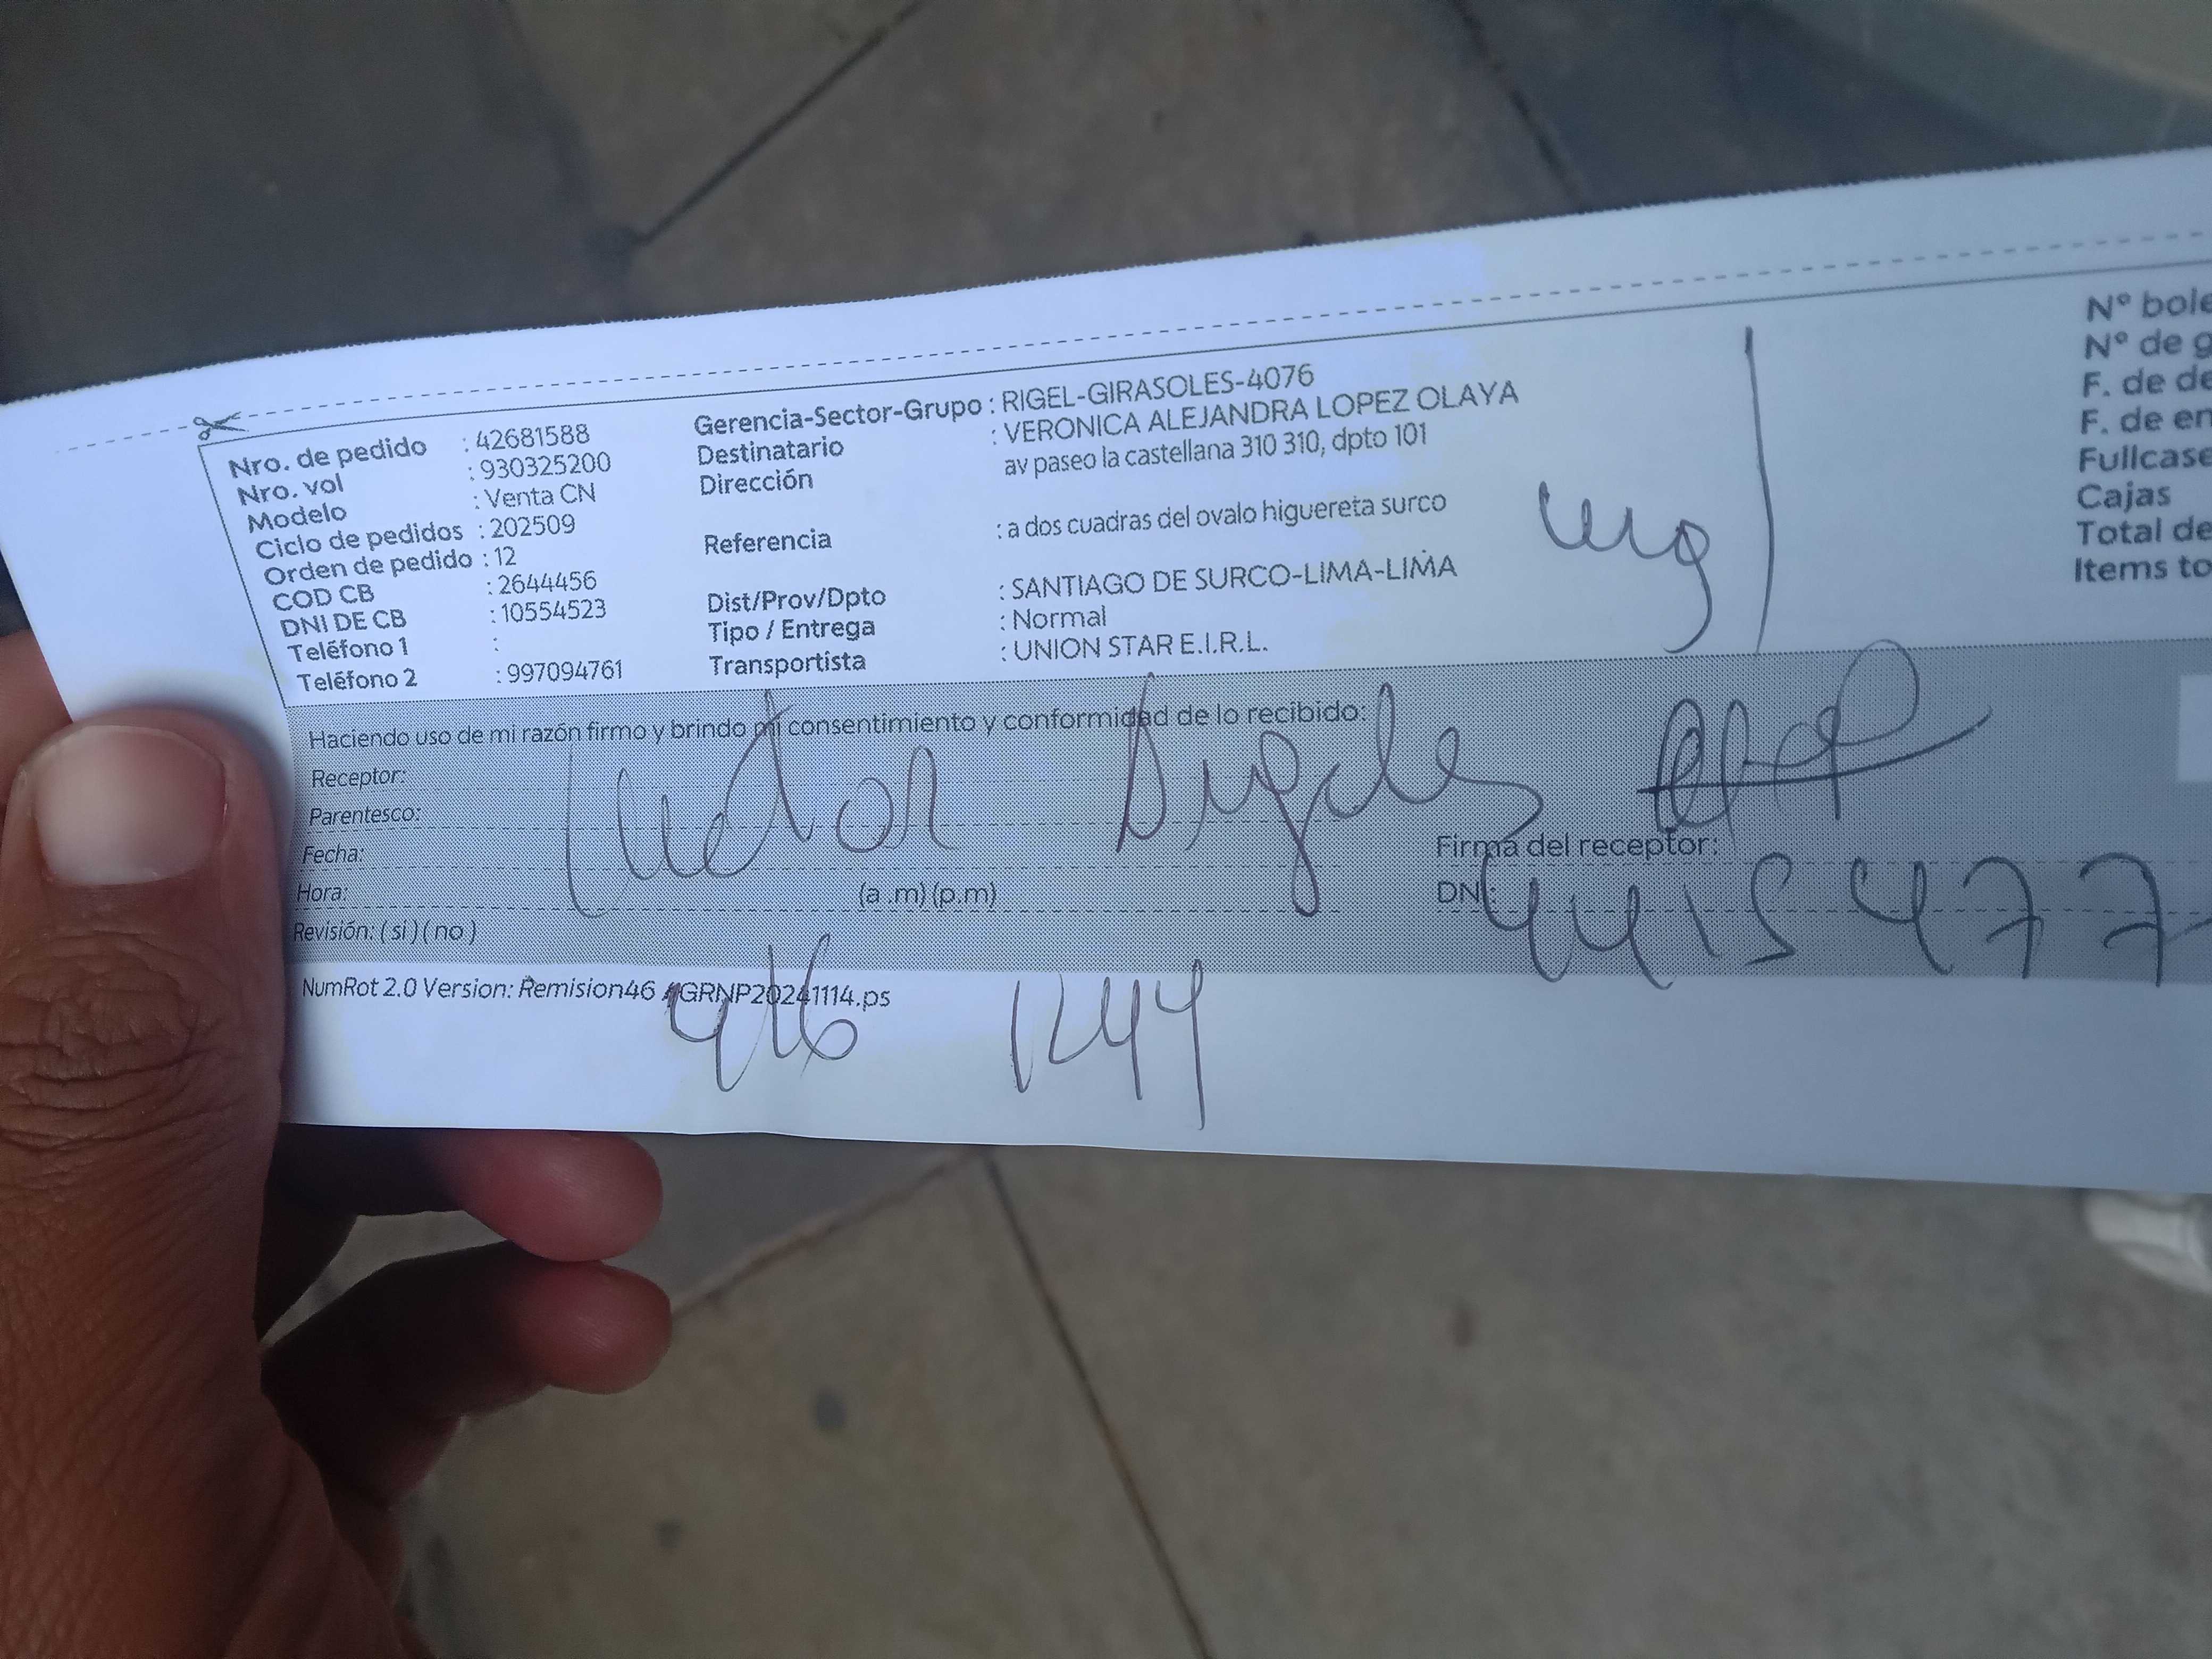 Nro. de pedido : 42681588
Nro. vol : 930325200
Modelo : Venta CN
Ciclo de pedidos : 202509
Orden de pedido : 12
COD CB : 2644456
DNI DE CB : 10554523
Teléfono 1 :
Teléfono 2 : 997094761
Gerencia-Sector-Grupo : RIGEL-GIRASOLES-4076
Destinatario : VERONICA ALEJANDRA LOPEZ OLAYA
Dirección av paseo la castellana 310 310, dpto 101
Referencia : a dos cuadras del ovalo higuereta surco
Dist/Prov/Dpto : SANTIAGO DE SURCO-LIMA-LIMA
Tipo / Entrega : Normal
Transportista : UNION STAR E.I.R.L.
N° bole
N° de g
F. de de
F. de en
Fullcase
Cajas
Total de
Items to
Haciendo uso de mi razón firmo y brindo mi consentimiento y conformidad de lo recibido:
Receptor:
Parentesco:
Fecha:
Hora: (a .m) (p.m)
Revisión: ( si ) ( no )
Firma del receptor:
DNI: 4415477
NumRot 2.0 Version: Remision46 AGRNP20241114.ps
416 1244